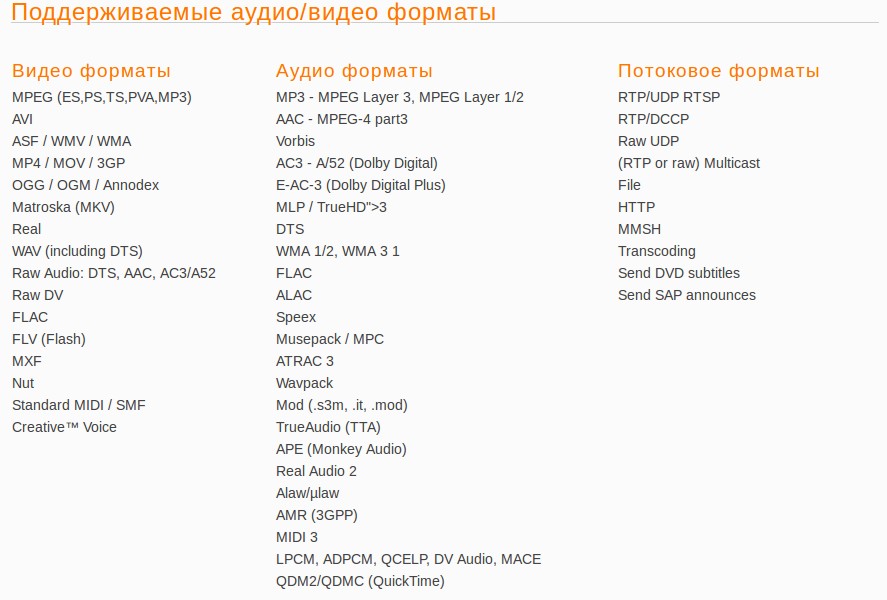 Поддерживаемые аудио/видео форматы
Видео форматы
MPEG (ES,PS,TS,PVA,MP3)
AVI
ASF / WMV / WMA
MP4 / MOV / 3GP
OGG / OGM / Annodex
Matroska (MKV)
Real
WAV (including DTS)
Raw Audio: DTS, AAC, AC3/A52
Raw DV
FLAC
FLV (Flash)
MXF
Nut
Standard MIDI / SMF
Creative™ Voice
Аудио форматы
MP3 - MPEG Layer 3, MPEG Layer 1/2
AAC - MPEG-4 part3
Vorbis
AC3 - A/52 (Dolby Digital)
E-AC-3 (Dolby Digital Plus)
MLP / TrueHD">3
DTS
WMA 1/2, WMA 3 1
FLAC
ALAC
Speex
Musepack / MPC
ATRAC 3
Wavpack
Mod (.s3m, .it, .mod)
TrueAudio (TTA)
APE (Monkey Audio)
Real Audio 2
Alaw/µlaw
AMR (3GPP)
MIDI 3
LPCM, ADPCM, QCELP, DV Audio, MACE
QDM2/QDMC (QuickTime)
Потоковое форматы
RTP/UDP RTSP
RTP/DCCP
Raw UDP
(RTP or raw) Multicast
File
HTTP
MMSH
Transcoding
Send DVD subtitles
Send SAP announces